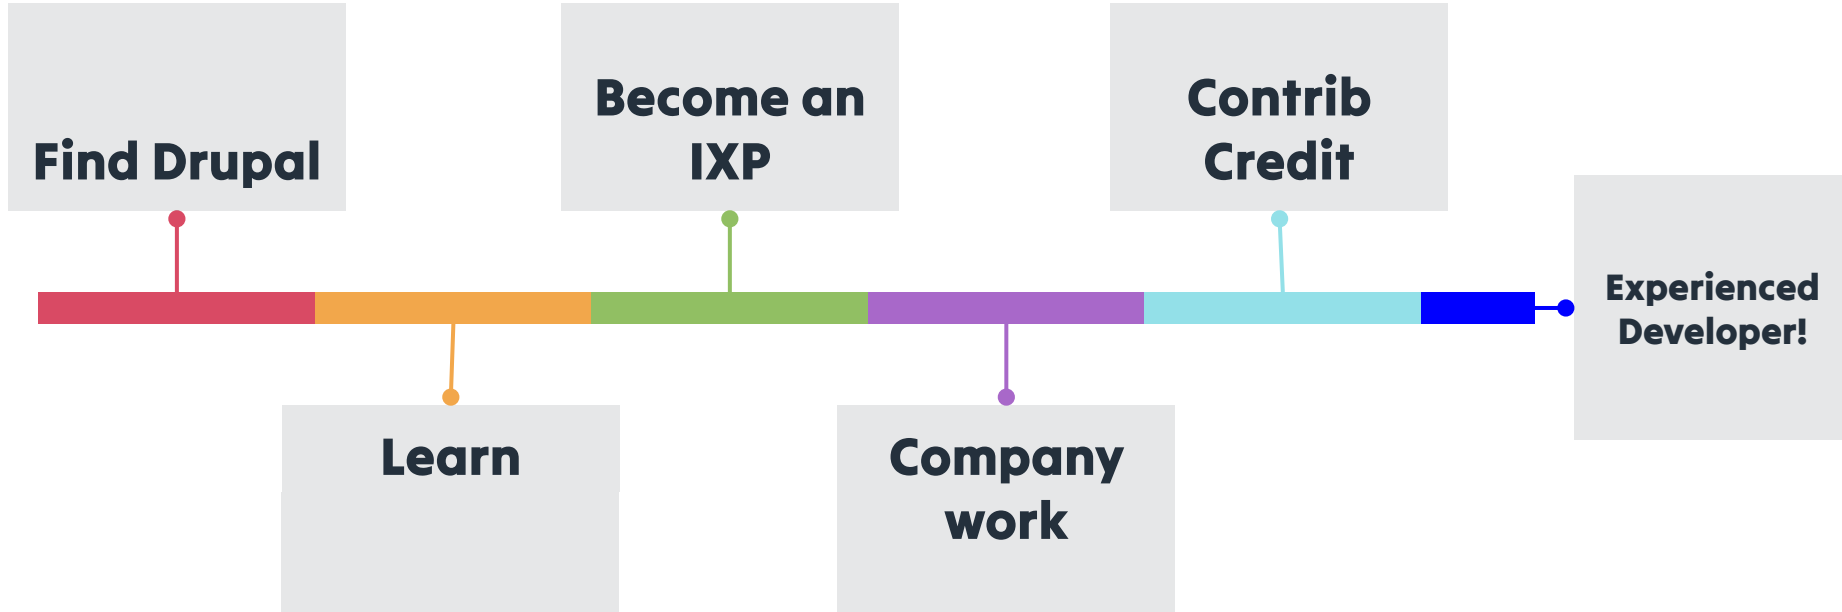 Find Drupal
Learn
Become an
IXP
Company
work
Contrib
Credit
Experienced
Developer!